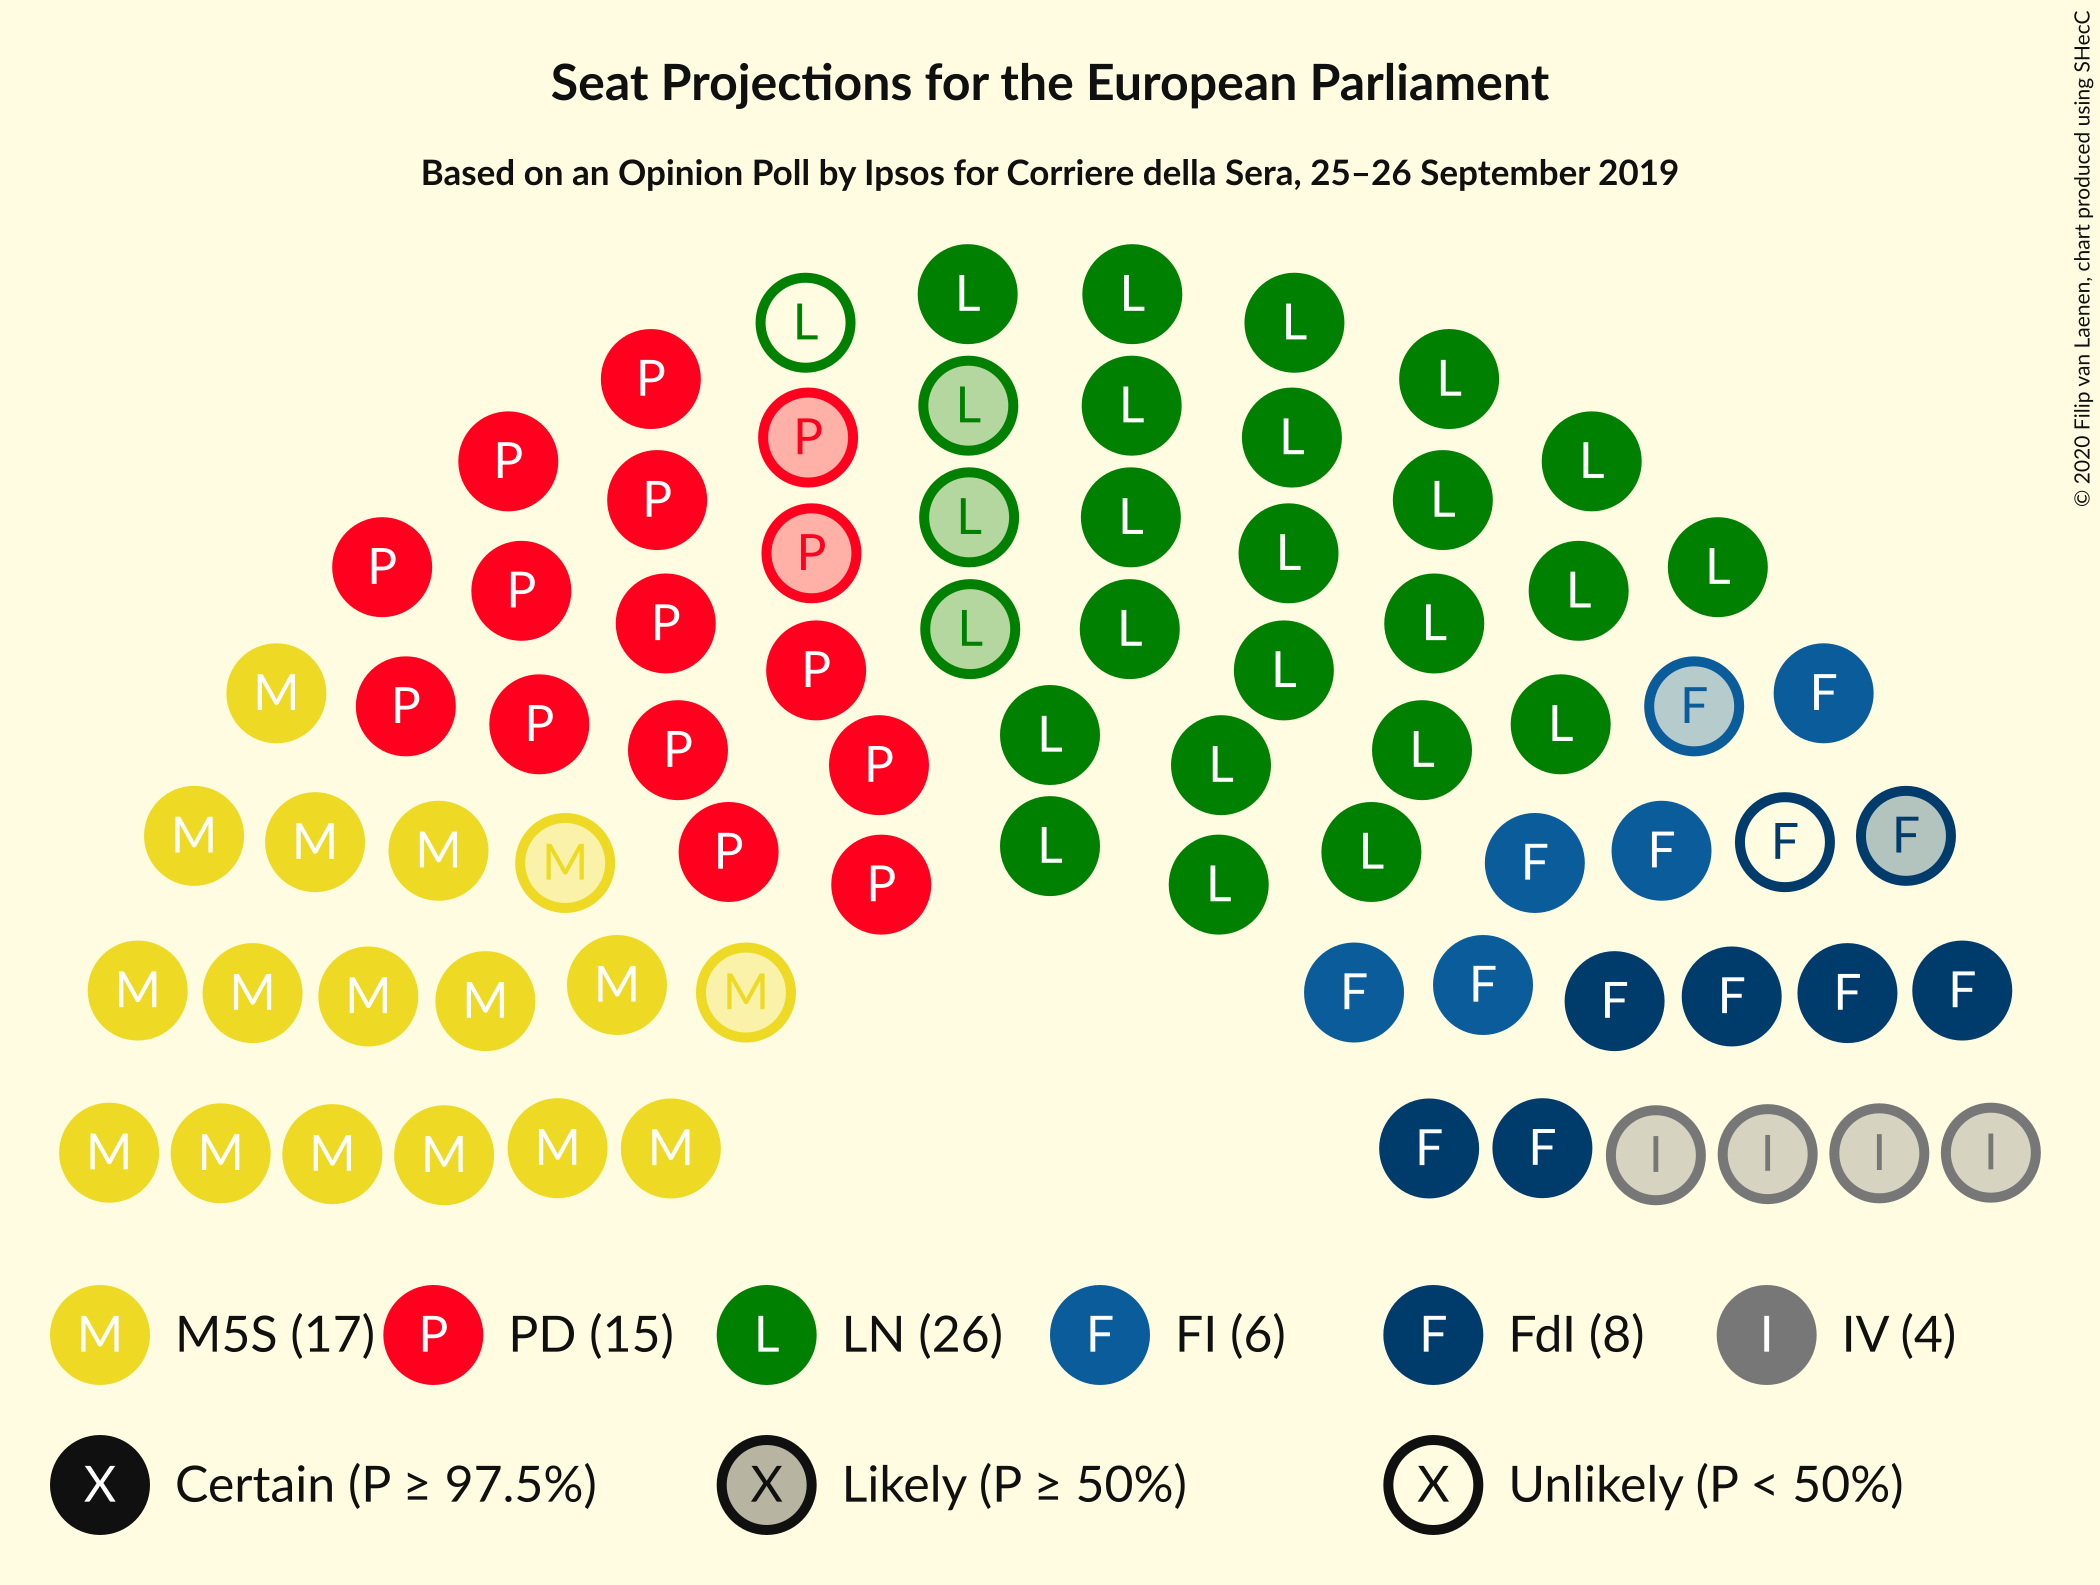 Seat Projections for the European Parliament
Based on an Opinion Poll by Ipsos for Corriere della Sera, 25–26 September 2019
© 2020 Filip van Laenen, chart produced using SHecC
L L L L
P L P L L P
L L P P L L
P P L L L L
P P L L L
P P L L
M P P P P L L L F F
L P P L
M M M M P L L F F F F
P L
M M M M M M F F F F F F
M M M M M M F F I I I I
M M5S (17) P PD (15) L LN (26) F FI (6) F FdI (8) I IV (4)
X Certain (P ≥ 97.5%) X Likely (P ≥ 50%) X Unlikely (P < 50%)